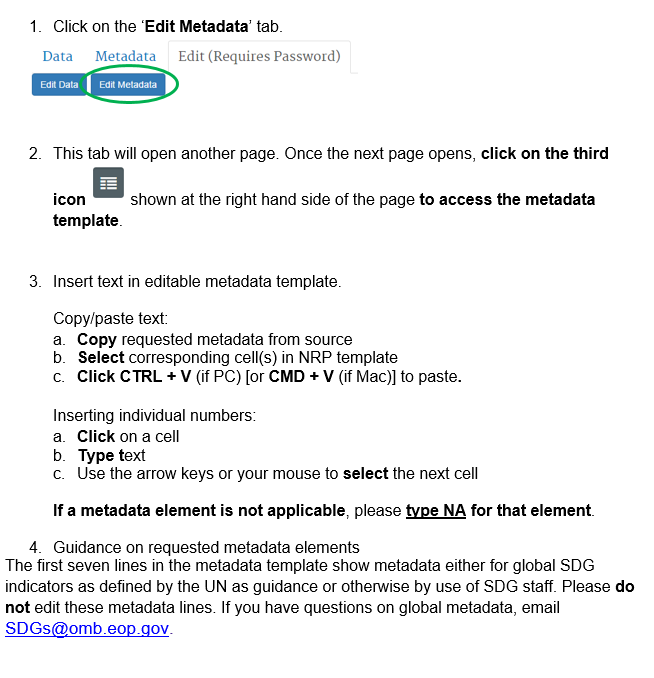 1. Click on the ‘Edit Metadata’ tab.
Data Metadata Edit (Requires Password)
Edit Data Edit Metadata
2. This tab will open another page. Once the next page opens, click on the third
icon shown at the right hand side of the page to access the metadata
template.
3. Insert text in editable metadata template.
Copy/paste text:
a. Copy requested metadata from source
b. Select corresponding cell(s) in NRP template
c. Click CTRL + V (if PC) [or CMD + V (if Mac)] to paste.
Inserting individual numbers:
a. Click on a cell
b. Type text
c. Use the arrow keys or your mouse to select the next cell
If a metadata element is not applicable, please type NA for that element.
4. Guidance on requested metadata elements
The first seven lines in the metadata template show metadata either for global SDG
indicators as defined by the UN as guidance or otherwise by use of SDG staff. Please do
not edit these metadata lines. If you have questions on global metadata, email
SDGs@omb.eop.gov.